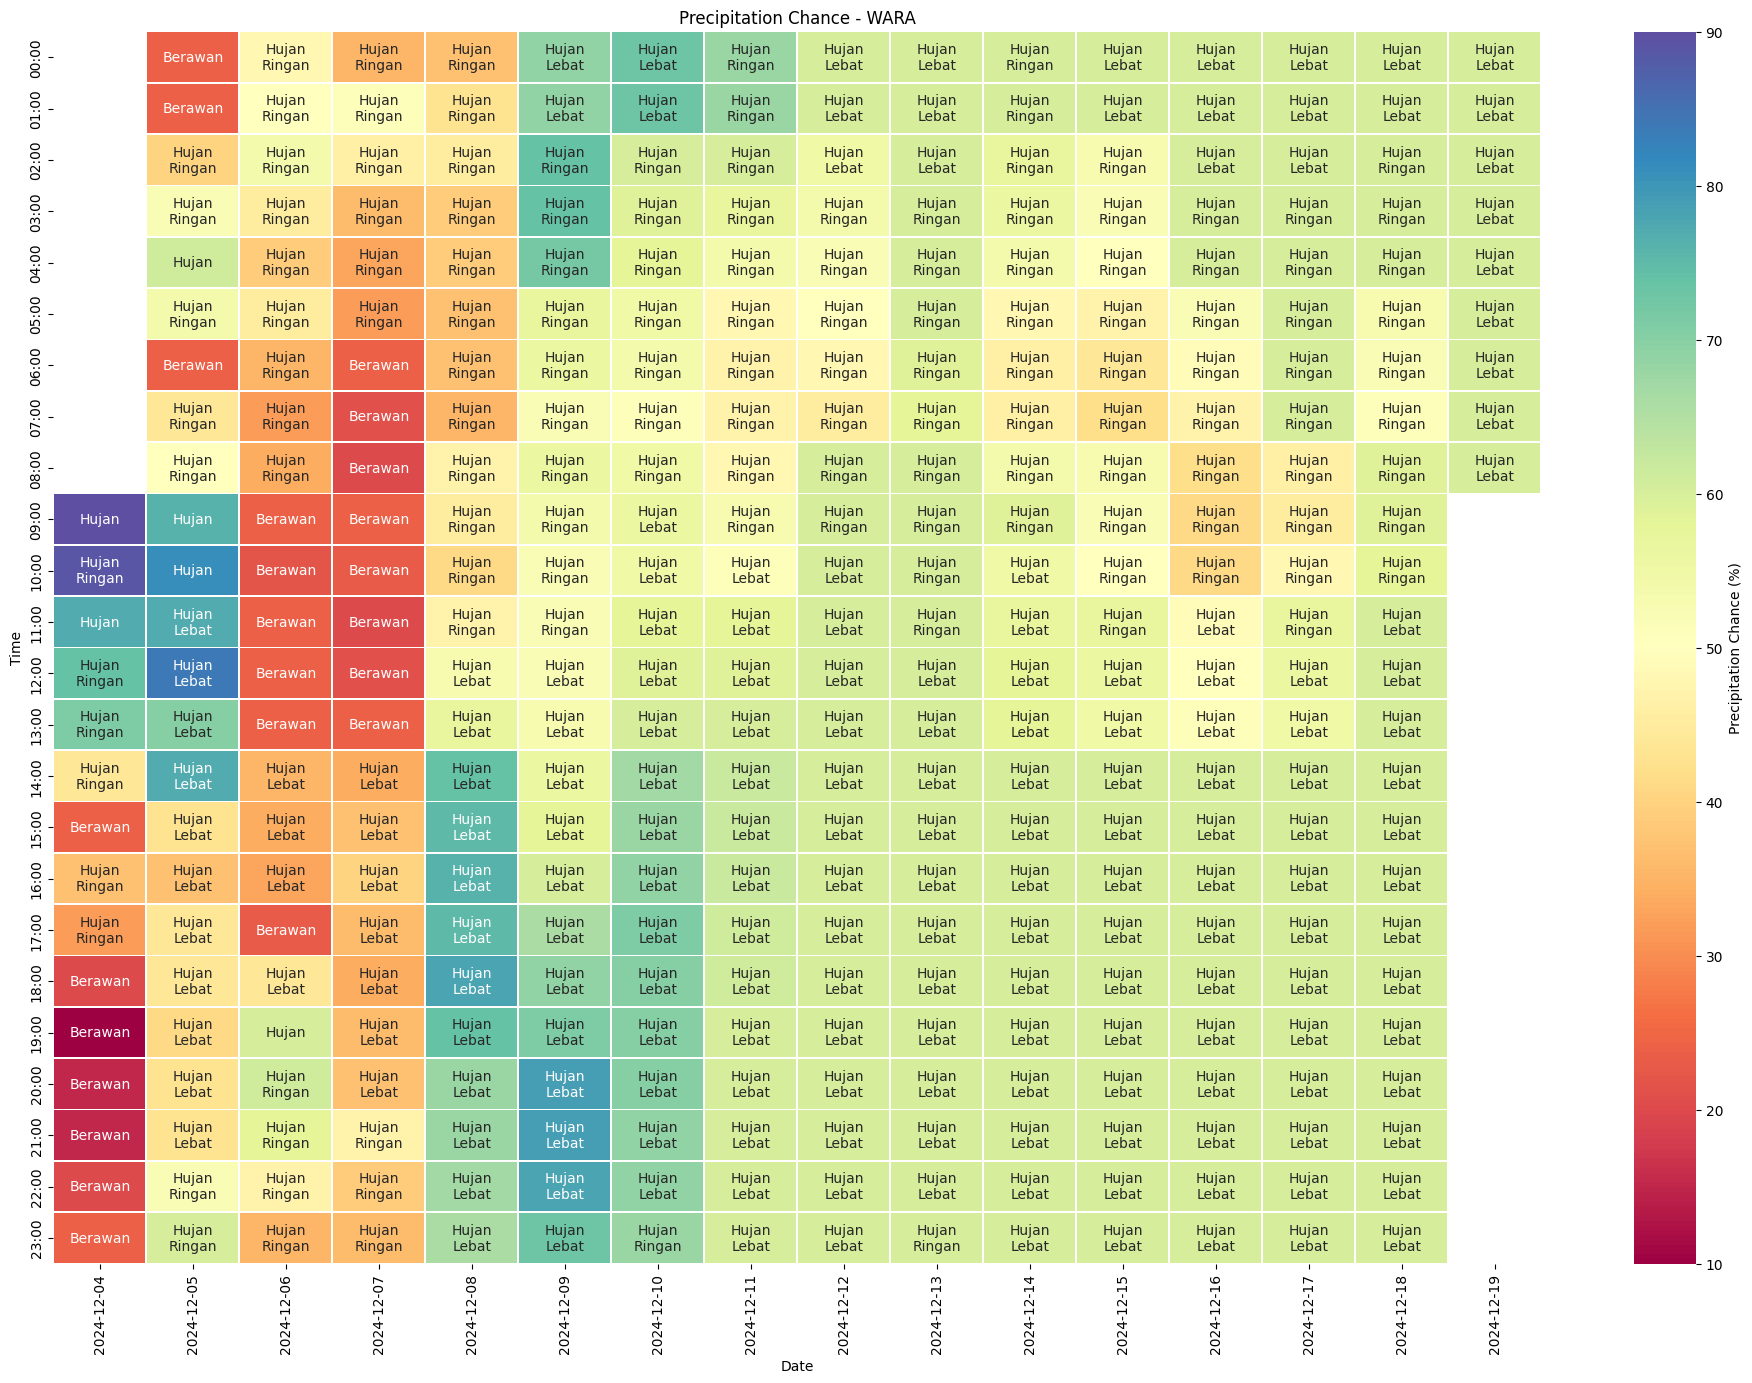 Precipitation Chance - WARA
Time
00:00 Berawan Hujan Ringan Hujan Ringan Hujan Ringan Hujan Lebat Hujan Lebat Hujan Ringan Hujan Lebat Hujan Lebat Hujan Ringan Hujan Lebat Hujan Lebat Hujan Lebat Hujan Lebat Hujan Lebat
01:00 Berawan Hujan Ringan Hujan Ringan Hujan Ringan Hujan Lebat Hujan Lebat Hujan Ringan Hujan Lebat Hujan Lebat Hujan Ringan Hujan Lebat Hujan Lebat Hujan Lebat Hujan Lebat Hujan Lebat
02:00 Hujan Ringan Hujan Ringan Hujan Ringan Hujan Ringan Hujan Ringan Hujan Ringan Hujan Ringan Hujan Lebat Hujan Lebat Hujan Ringan Hujan Ringan Hujan Lebat Hujan Lebat Hujan Ringan Hujan Lebat
03:00 Hujan Ringan Hujan Ringan Hujan Ringan Hujan Ringan Hujan Ringan Hujan Ringan Hujan Ringan Hujan Ringan Hujan Ringan Hujan Ringan Hujan Ringan Hujan Ringan Hujan Ringan Hujan Ringan Hujan Lebat
04:00 Hujan Hujan Ringan Hujan Ringan Hujan Ringan Hujan Ringan Hujan Ringan Hujan Ringan Hujan Ringan Hujan Ringan Hujan Ringan Hujan Ringan Hujan Ringan Hujan Ringan Hujan Ringan Hujan Lebat
05:00 Hujan Ringan Hujan Ringan Hujan Ringan Hujan Ringan Hujan Ringan Hujan Ringan Hujan Ringan Hujan Ringan Hujan Ringan Hujan Ringan Hujan Ringan Hujan Ringan Hujan Ringan Hujan Ringan Hujan Lebat
06:00 Berawan Hujan Ringan Berawan Hujan Ringan Hujan Ringan Hujan Ringan Hujan Ringan Hujan Ringan Hujan Ringan Hujan Ringan Hujan Ringan Hujan Ringan Hujan Ringan Hujan Ringan Hujan Lebat
07:00 Hujan Ringan Hujan Ringan Berawan Hujan Ringan Hujan Ringan Hujan Ringan Hujan Ringan Hujan Ringan Hujan Ringan Hujan Ringan Hujan Ringan Hujan Ringan Hujan Ringan Hujan Ringan Hujan Lebat
08:00 Hujan Ringan Hujan Ringan Berawan Hujan Ringan Hujan Ringan Hujan Ringan Hujan Ringan Hujan Ringan Hujan Ringan Hujan Ringan Hujan Ringan Hujan Ringan Hujan Ringan Hujan Ringan Hujan Lebat
09:00 Hujan Hujan Berawan Berawan Hujan Ringan Hujan Ringan Hujan Lebat Hujan Ringan Hujan Ringan Hujan Ringan Hujan Ringan Hujan Ringan Hujan Ringan Hujan Ringan Hujan Ringan
10:00 Hujan Ringan Hujan Berawan Berawan Hujan Ringan Hujan Ringan Hujan Lebat Hujan Lebat Hujan Lebat Hujan Ringan Hujan Lebat Hujan Ringan Hujan Ringan Hujan Ringan Hujan Ringan
11:00 Hujan Hujan Lebat Berawan Berawan Hujan Ringan Hujan Ringan Hujan Lebat Hujan Lebat Hujan Lebat Hujan Ringan Hujan Lebat Hujan Ringan Hujan Lebat Hujan Ringan Hujan Lebat
12:00 Hujan Ringan Hujan Lebat Berawan Berawan Hujan Lebat Hujan Lebat Hujan Lebat Hujan Lebat Hujan Lebat Hujan Lebat Hujan Lebat Hujan Lebat Hujan Lebat Hujan Lebat Hujan Lebat
13:00 Hujan Ringan Hujan Lebat Berawan Berawan Hujan Lebat Hujan Lebat Hujan Lebat Hujan Lebat Hujan Lebat Hujan Lebat Hujan Lebat Hujan Lebat Hujan Lebat Hujan Lebat Hujan Lebat
14:00 Hujan Ringan Hujan Lebat Hujan Lebat Hujan Lebat Hujan Lebat Hujan Lebat Hujan Lebat Hujan Lebat Hujan Lebat Hujan Lebat Hujan Lebat Hujan Lebat Hujan Lebat Hujan Lebat Hujan Lebat
15:00 Berawan Hujan Lebat Hujan Lebat Hujan Lebat Hujan Lebat Hujan Lebat Hujan Lebat Hujan Lebat Hujan Lebat Hujan Lebat Hujan Lebat Hujan Lebat Hujan Lebat Hujan Lebat Hujan Lebat
16:00 Hujan Ringan Hujan Lebat Hujan Lebat Hujan Lebat Hujan Lebat Hujan Lebat Hujan Lebat Hujan Lebat Hujan Lebat Hujan Lebat Hujan Lebat Hujan Lebat Hujan Lebat Hujan Lebat Hujan Lebat
17:00 Hujan Ringan Hujan Lebat Berawan Hujan Lebat Hujan Lebat Hujan Lebat Hujan Lebat Hujan Lebat Hujan Lebat Hujan Lebat Hujan Lebat Hujan Lebat Hujan Lebat Hujan Lebat Hujan Lebat
18:00 Berawan Hujan Lebat Hujan Lebat Hujan Lebat Hujan Lebat Hujan Lebat Hujan Lebat Hujan Lebat Hujan Lebat Hujan Lebat Hujan Lebat Hujan Lebat Hujan Lebat Hujan Lebat Hujan Lebat
19:00 Berawan Hujan Lebat Hujan Hujan Lebat Hujan Lebat Hujan Lebat Hujan Lebat Hujan Lebat Hujan Lebat Hujan Lebat Hujan Lebat Hujan Lebat Hujan Lebat Hujan Lebat Hujan Lebat
20:00 Berawan Hujan Lebat Hujan Ringan Hujan Lebat Hujan Lebat Hujan Lebat Hujan Lebat Hujan Lebat Hujan Lebat Hujan Lebat Hujan Lebat Hujan Lebat Hujan Lebat Hujan Lebat Hujan Lebat
21:00 Berawan Hujan Lebat Hujan Ringan Hujan Ringan Hujan Lebat Hujan Lebat Hujan Lebat Hujan Lebat Hujan Lebat Hujan Lebat Hujan Lebat Hujan Lebat Hujan Lebat Hujan Lebat Hujan Lebat
22:00 Berawan Hujan Ringan Hujan Ringan Hujan Ringan Hujan Lebat Hujan Lebat Hujan Lebat Hujan Lebat Hujan Lebat Hujan Lebat Hujan Lebat Hujan Lebat Hujan Lebat Hujan Lebat Hujan Lebat
23:00 Berawan Hujan Ringan Hujan Ringan Hujan Ringan Hujan Lebat Hujan Lebat Hujan Ringan Hujan Lebat Hujan Lebat Hujan Ringan Hujan Lebat Hujan Lebat Hujan Lebat Hujan Lebat Hujan Lebat
2024-12-04 2024-12-05 2024-12-06 2024-12-07 2024-12-08 2024-12-09 2024-12-10 2024-12-11 2024-12-12 2024-12-13 2024-12-14 2024-12-15 2024-12-16 2024-12-17 2024-12-18 2024-12-19
Date
90
80
70
60
50
40
30
20
10
Precipitation Chance (%)